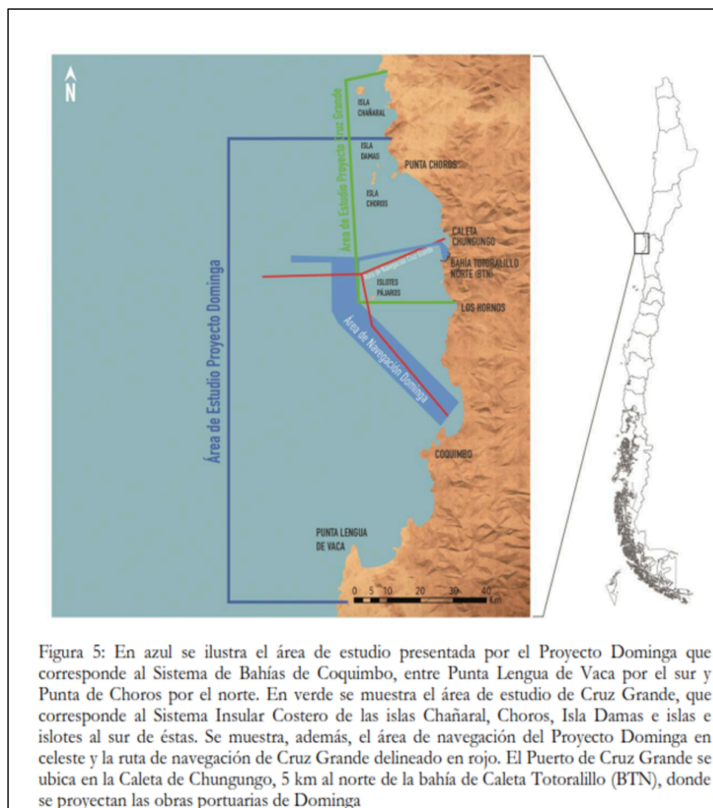 N
ISLA
CHAÑARAL
Área de Estudio Proyecto Cruz Grande
ISLA
DAMAS
PUNTA CHOROS
ISLA
CHOROS
CALETA
CHUNGUNGO
BAHÍA TOTORALILLO
NORTE (BTN)
ISLOTES
PÁJAROS
LOS HORNOS
Área de Estudio Proyecto Dominga
Área de Navegación Dominga
COQUIMBO
PUNTA LENGUA
DE VACA
0 5 10 20 30 40
Km
Figura 5: En azul se ilustra el área de estudio presentada por el Proyecto Dominga que
corresponde al Sistema de Bahías de Coquimbo, entre Punta Lengua de Vaca por el sur y
Punta de Choros por el norte. En verde se muestra el área de estudio de Cruz Grande, que
corresponde al Sistema Insular Costero de las islas Chañaral, Choros, Isla Damas e islas e
islotes al sur de éstas. Se muestra, además, el área de navegación del Proyecto Dominga en
celeste y la ruta de navegación de Cruz Grande delineado en rojo. El Puerto de Cruz Grande se
ubica en la Caleta de Chungungo, 5 km al norte de la bahía de Caleta Totoralillo (BTN), donde
se proyectan las obras portuarias de Dominga